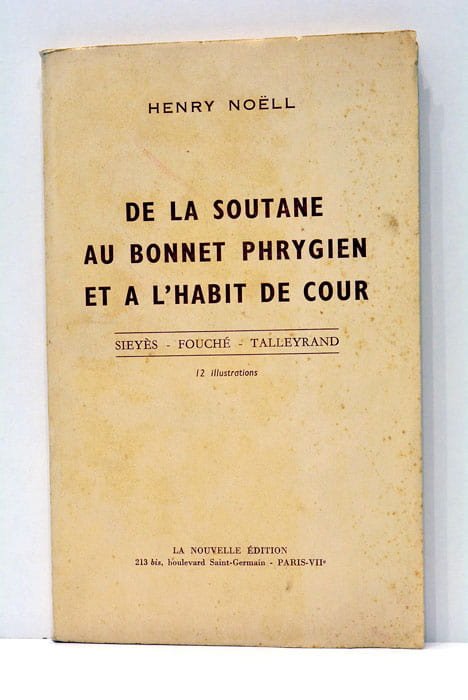 HENRY NOËLL
DE LA SOUTANE
AU BONNET PHRYGIEN
ET A L'HABIT DE COUR
SIEYÈS - FOUCHÉ - TALLEYRAND
12 illustrations
LA NOUVELLE ÉDITION
213 bis, boulevard Saint-Germain - PARIS-VIIᵉ